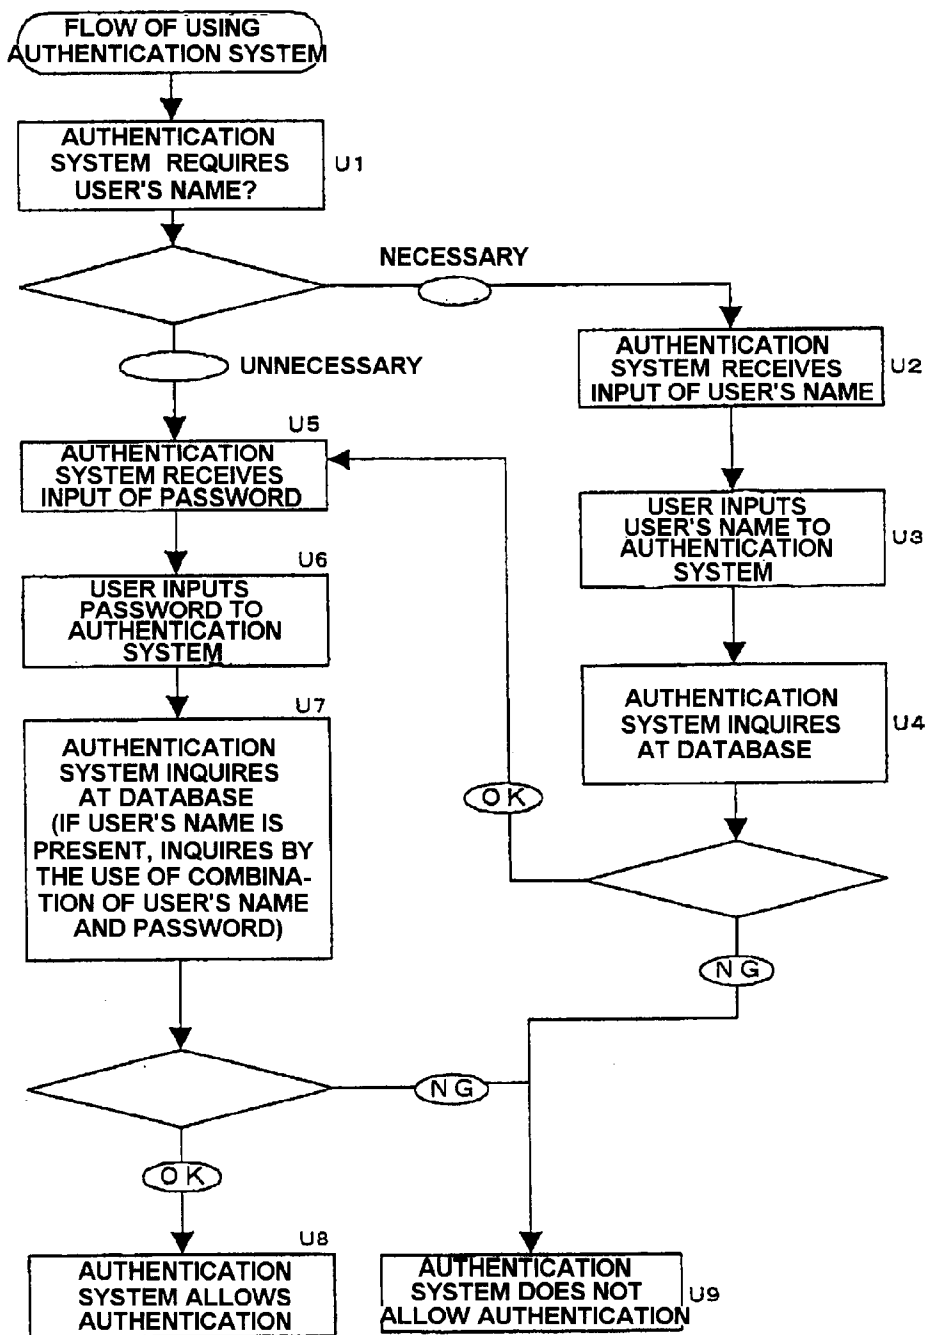 FLOW OF USING
AUTHENTICATION SYSTEM
AUTHENTICATION
SYSTEM REQUIRES
USER'S NAME?
U1
NECESSARY
UNNECESSARY
AUTHENTICATION
SYSTEM RECEIVES
INPUT OF USER'S NAME
U2
U5
AUTHENTICATION
SYSTEM RECEIVES
INPUT OF PASSWORD
USER INPUTS
USER'S NAME TO
AUTHENTICATION
SYSTEM
U3
U6
USER INPUTS
PASSWORD TO
AUTHENTICATION
SYSTEM
AUTHENTICATION
SYSTEM INQUIRES
AT DATABASE
U4
U7
AUTHENTICATION
SYSTEM INQUIRES
AT DATABASE
(IF USER'S NAME IS
PRESENT, INQUIRES BY
THE USE OF COMBINA-
TION OF USER'S NAME
AND PASSWORD)
OK
NG
NG
OK
U8
AUTHENTICATION
SYSTEM ALLOWS
AUTHENTICATION
AUTHENTICATION
SYSTEM DOES NOT
ALLOW AUTHENTICATION
U9